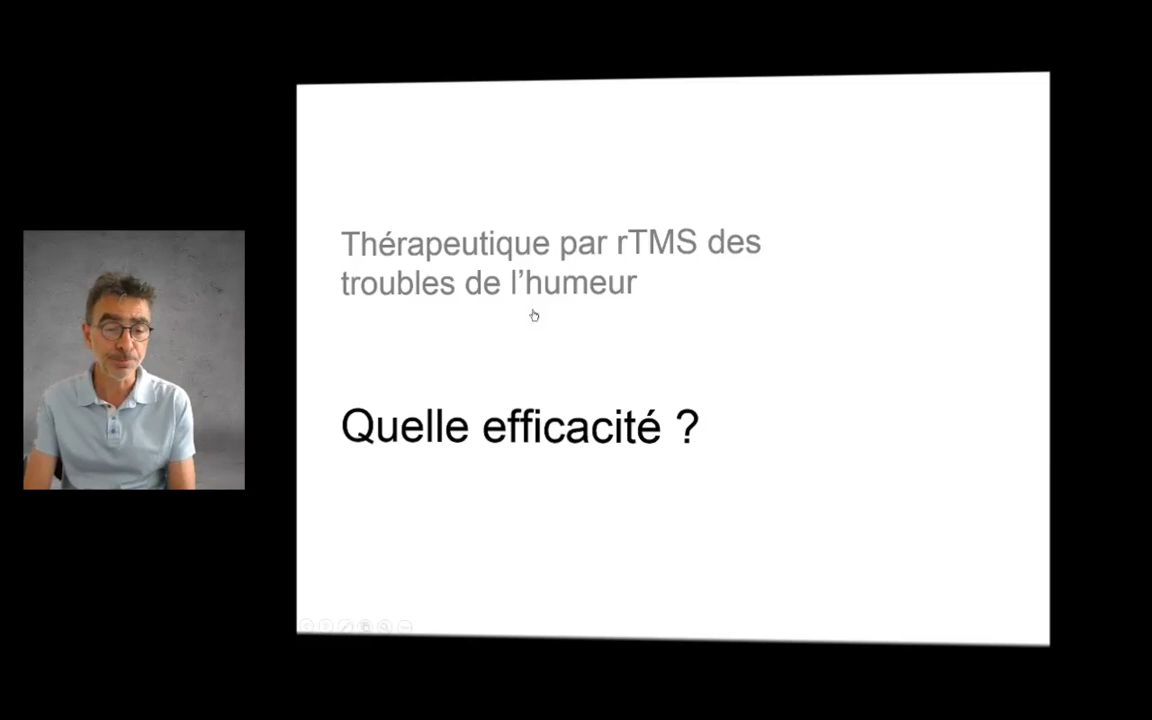 Thérapeutique par rTMS des
troubles de l’humeur
Quelle efficacité ?